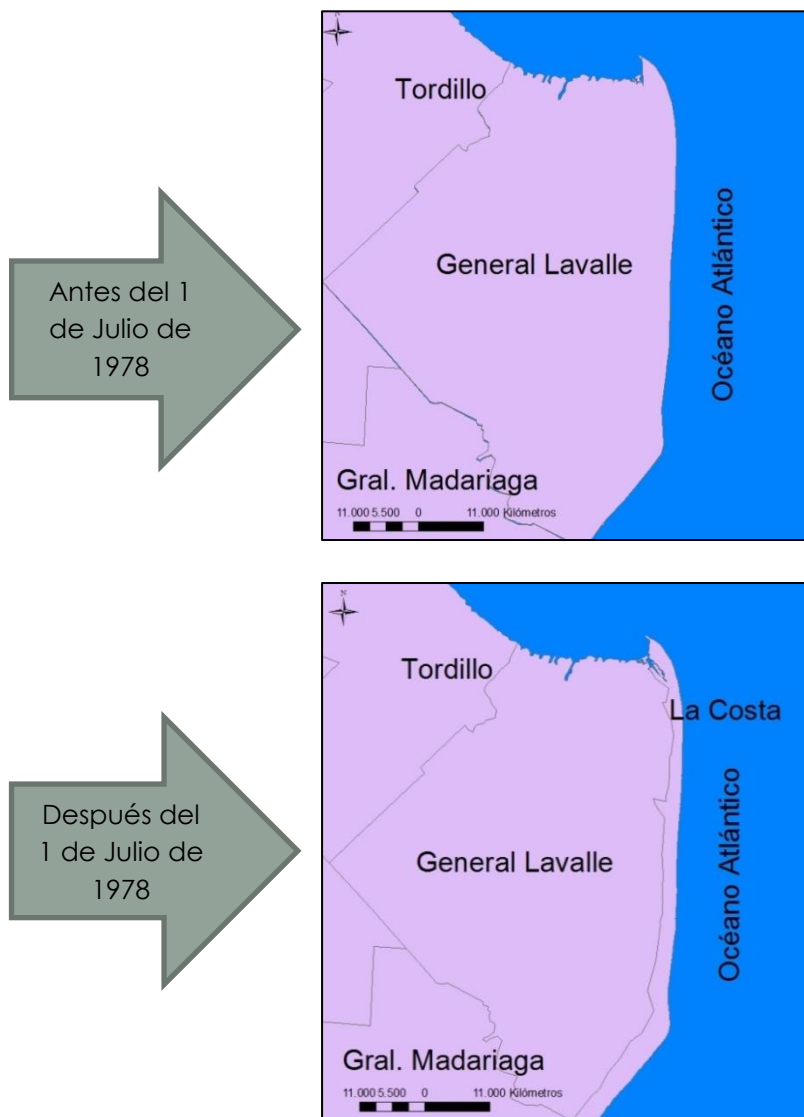 N
Tordillo
General Lavalle
Océano Atlántico
Antes del 1
de Julio de
1978
Gral. Madariaga
11.000 5.500 0 11.000 Kilómetros
N
Tordillo
La Costa
General Lavalle
Océano Atlántico
Después del
1 de Julio de
1978
Gral. Madariaga
11.000 5.500 0 11.000 Kilómetros